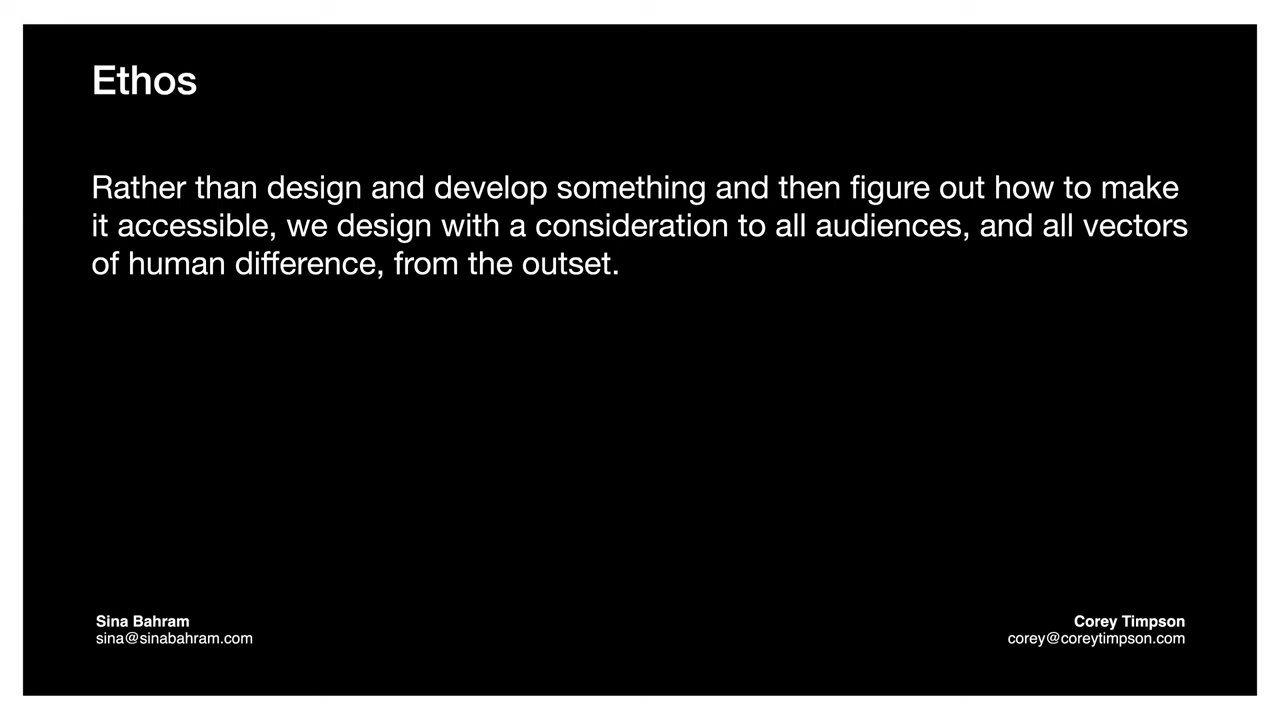 Ethos
Rather than design and develop something and then figure out how to make
it accessible, we design with a consideration to all audiences, and all vectors
of human difference, from the outset.
Sina Bahram
sina@sinabahram.com
Corey Timpson
corey@coreytimpson.com